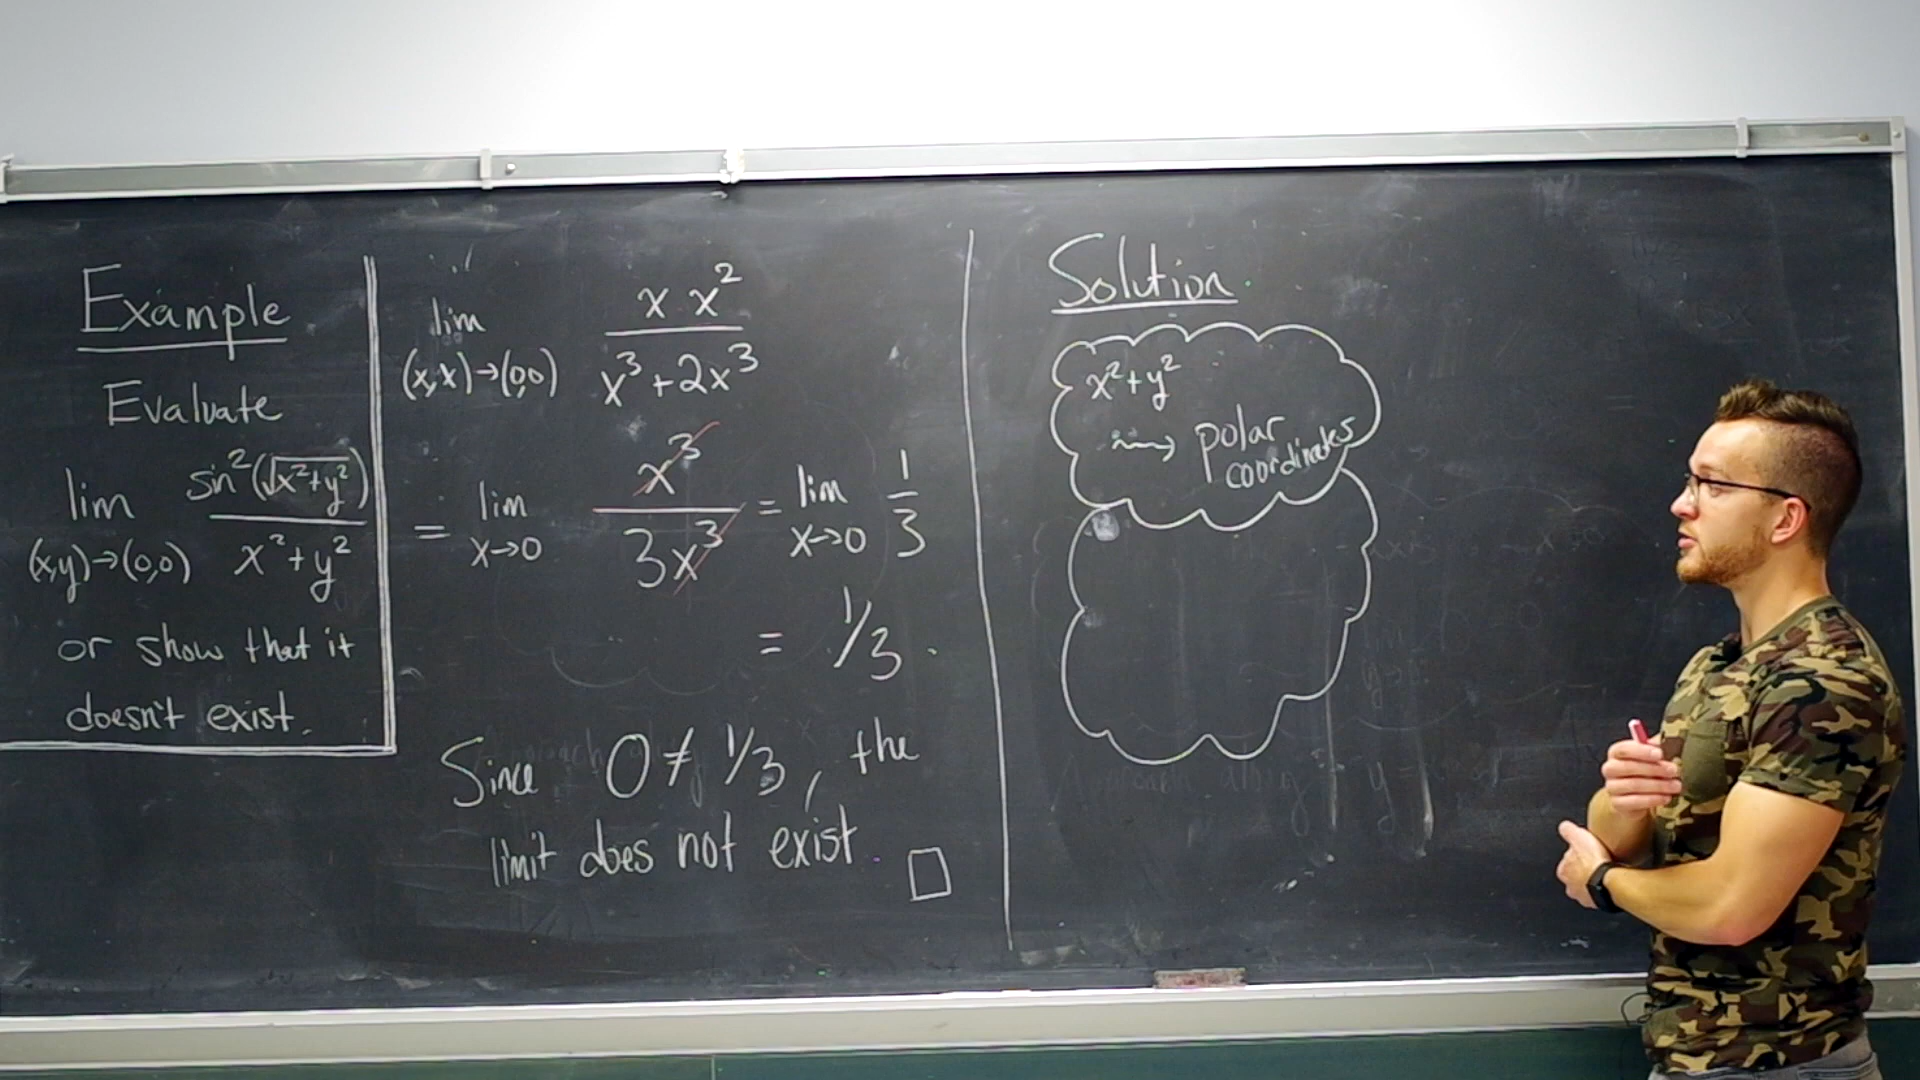 Example
Evaluate
lim (x,y)→(0,0) sin²(√x²+y²) / x²+y²
or show that it
doesn't exist.
lim (x,x)→(0,0) x x² / x³+2x³
= lim x→0 x³ / 3x³ = lim x→0 1/3
= 1/3.
Since 0 ≠ 1/3, the
limit does not exist. □
Solution
x²+y²
⇝ polar
coordinates